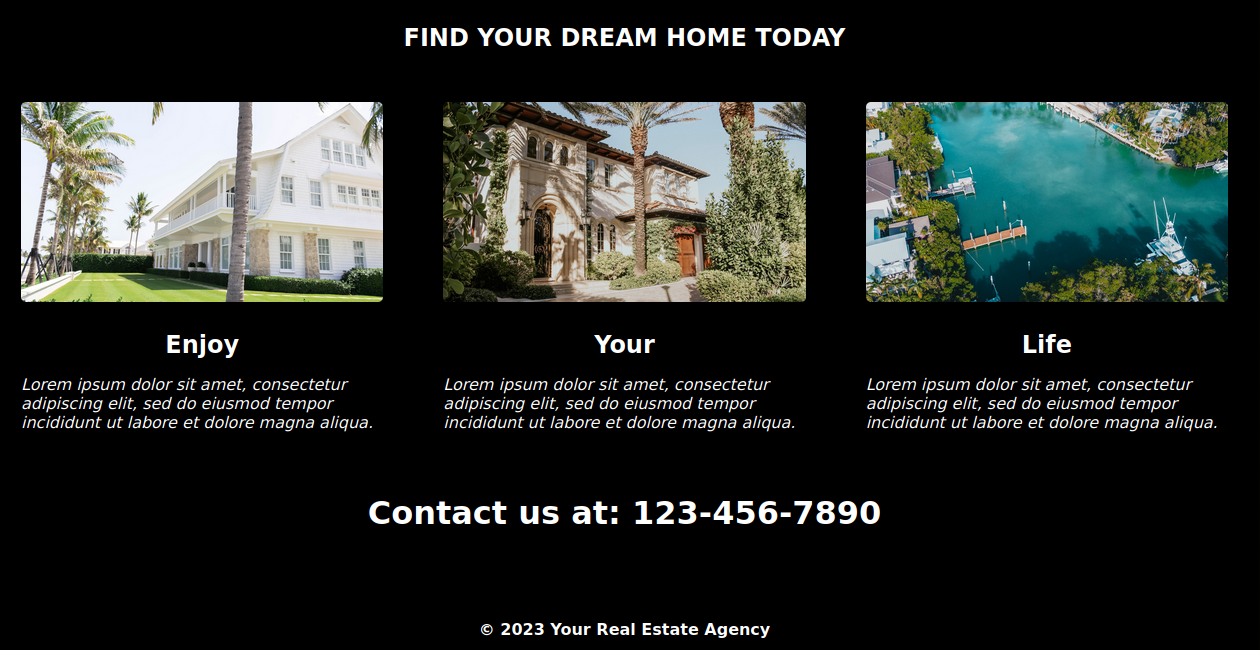 FIND YOUR DREAM HOME TODAY
Enjoy
Lorem ipsum dolor sit amet, consectetur
adipiscing elit, sed do eiusmod tempor
incididunt ut labore et dolore magna aliqua.
Your
Lorem ipsum dolor sit amet, consectetur
adipiscing elit, sed do eiusmod tempor
incididunt ut labore et dolore magna aliqua.
Life
Lorem ipsum dolor sit amet, consectetur
adipiscing elit, sed do eiusmod tempor
incididunt ut labore et dolore magna aliqua.
Contact us at: 123-456-7890
© 2023 Your Real Estate Agency